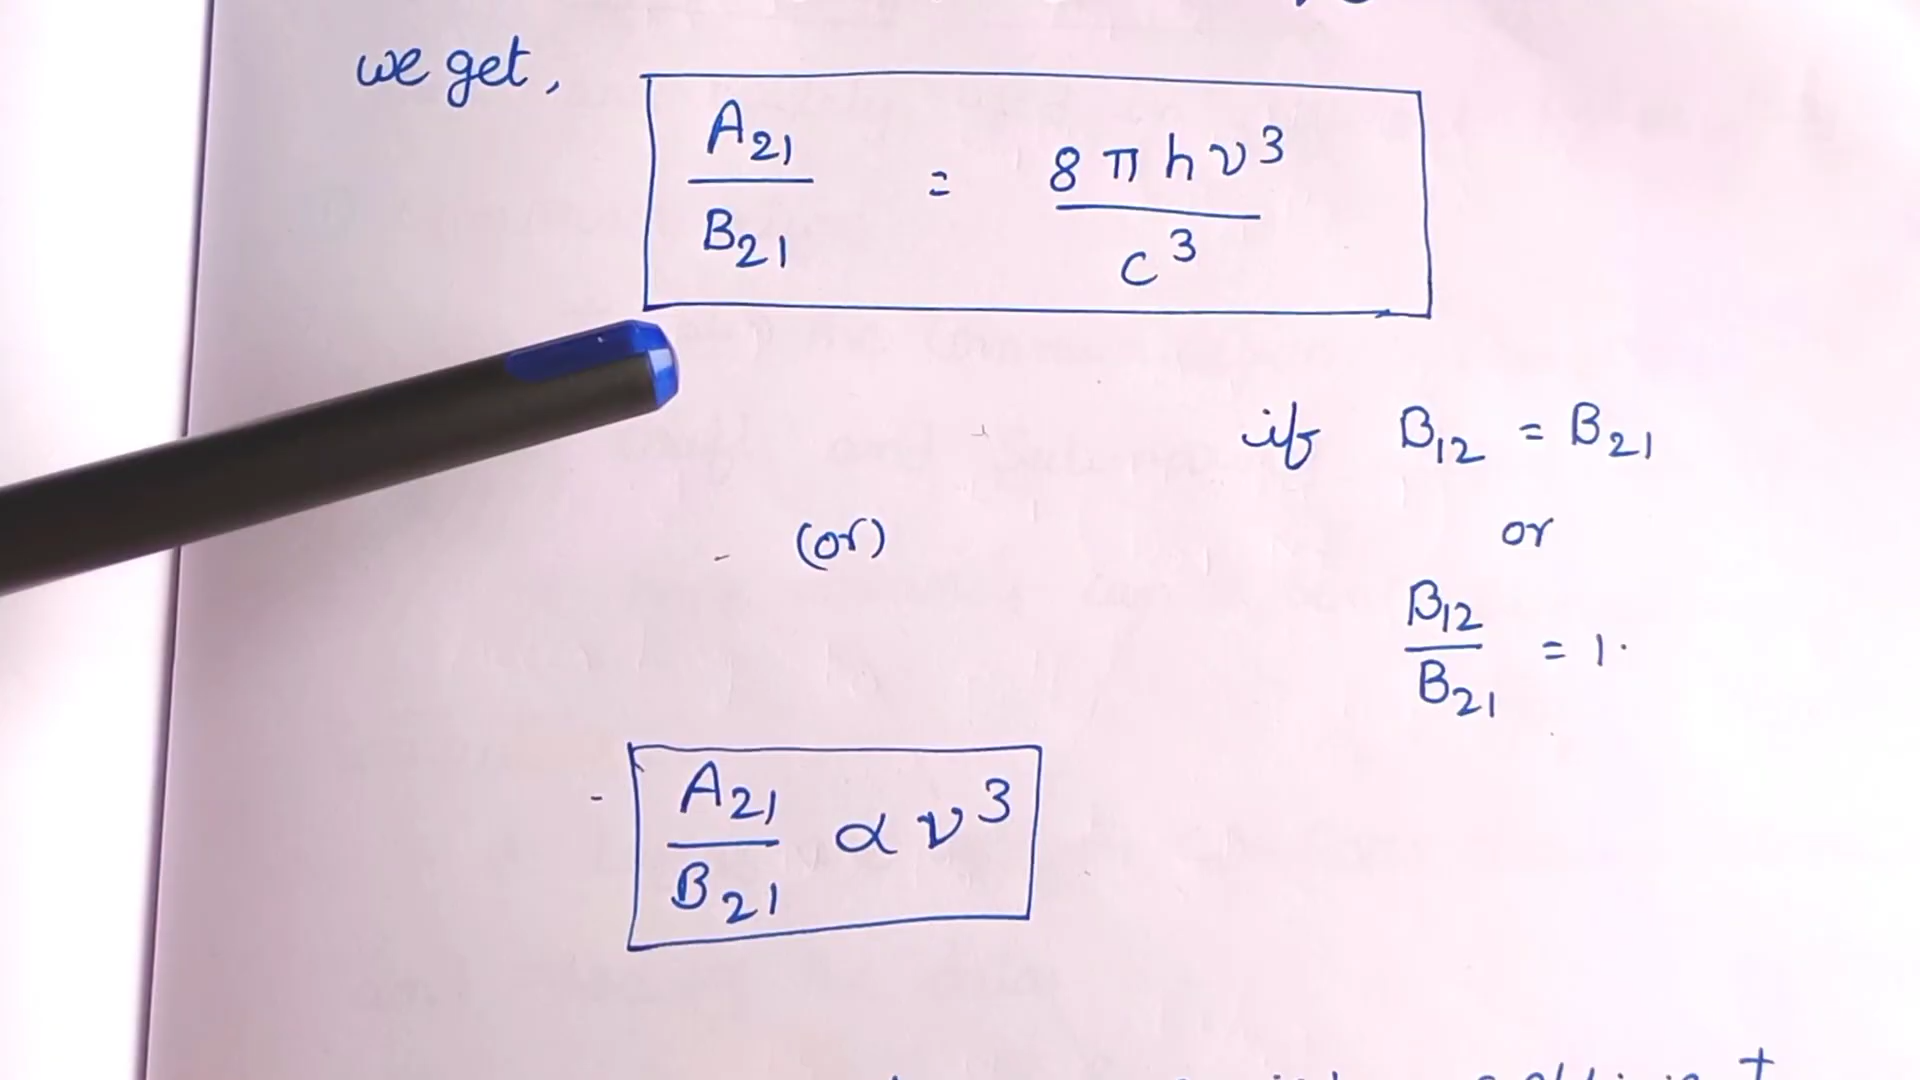 we get,
A21 / B21 = 8πhν³ / c³
if B12 = B21
(or)
or
B12 / B21 = 1.
A21 / B21 ∝ ν³